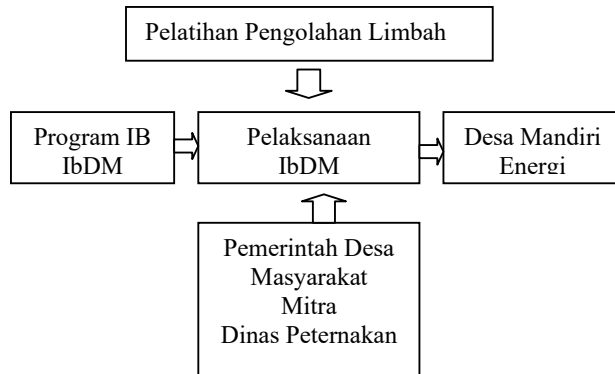 Pelatihan Pengolahan Limbah
Program IB
IbDM
Pelaksanaan
IbDM
Desa Mandiri
Energi
Pemerintah Desa
Masyarakat
Mitra
Dinas Peternakan